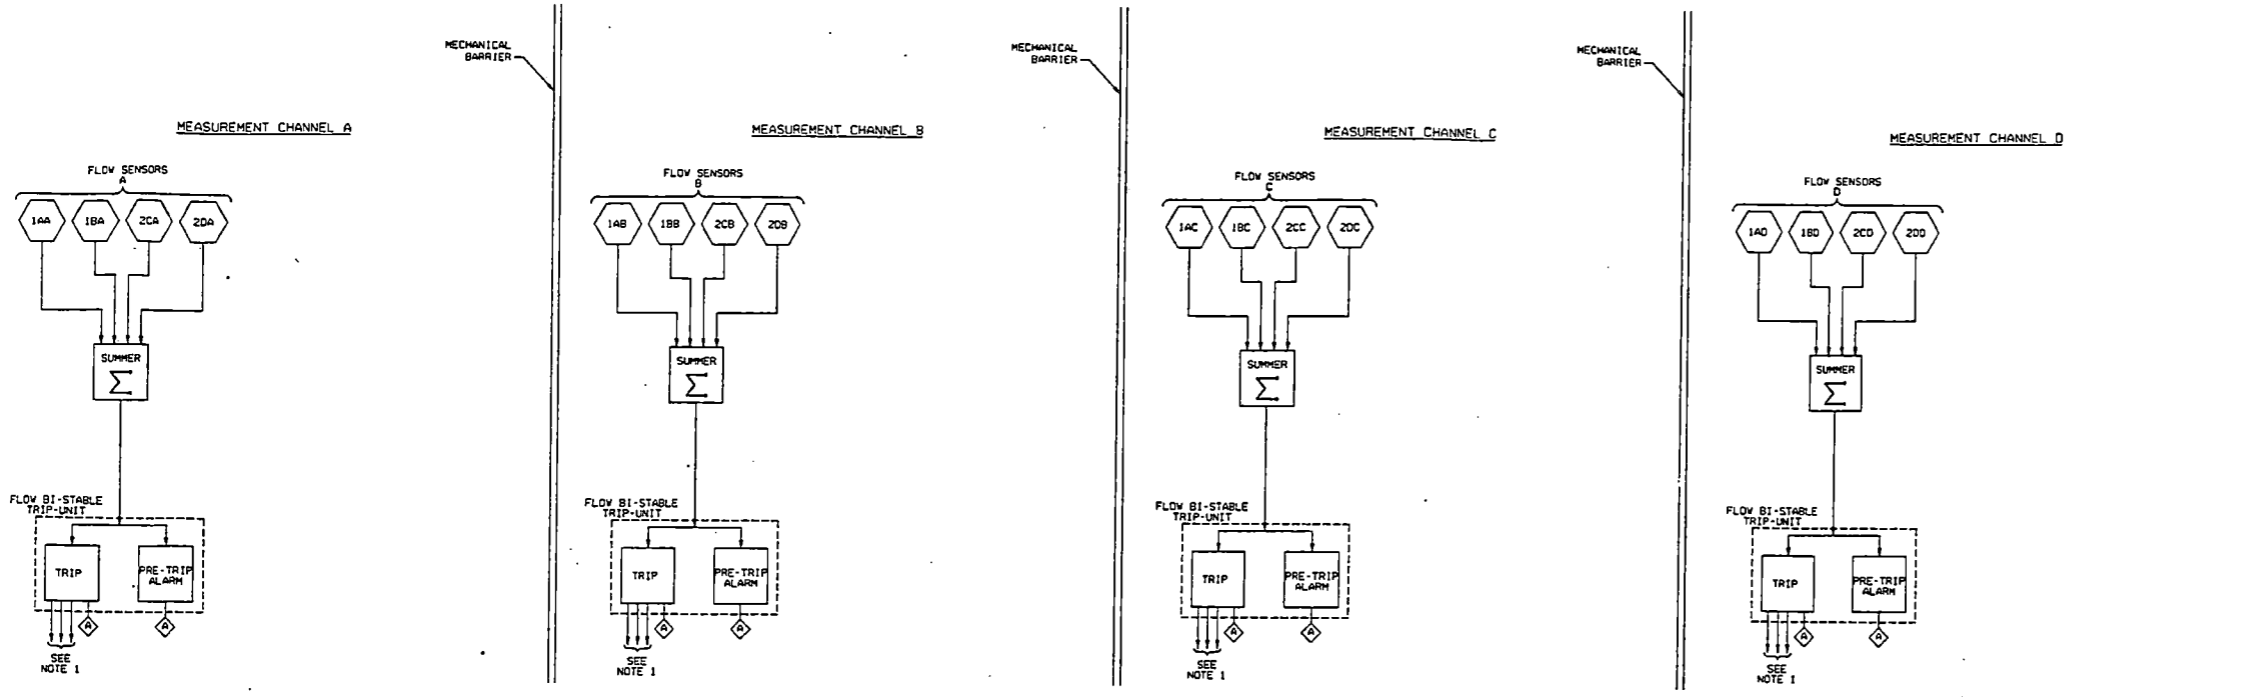 MECHANICAL
BARRIER
MECHANICAL
BARRIER
MECHANICAL
BARRIER
MEASUREMENT CHANNEL A
FLOW SENSORS
A
1AA 1BA 2CA 2DA
SUMMER
Σ
FLOW BI-STABLE
TRIP-UNIT
TRIP
PRE-TRIP
ALARM
A
A
SEE
NOTE 1
MEASUREMENT CHANNEL B
FLOW SENSORS
B
1AB 1BB 2CB 2DB
SUMMER
Σ
FLOW BI-STABLE
TRIP-UNIT
TRIP
PRE-TRIP
ALARM
A
A
SEE
NOTE 1
MEASUREMENT CHANNEL C
FLOW SENSORS
C
1AC 1BC 2CC 2DC
SUMMER
Σ
FLOW BI-STABLE
TRIP-UNIT
TRIP
PRE-TRIP
ALARM
A
A
SEE
NOTE 1
MEASUREMENT CHANNEL D
FLOW SENSORS
D
1AD 1BD 2CD 2DD
SUMMER
Σ
FLOW BI-STABLE
TRIP-UNIT
TRIP
PRE-TRIP
ALARM
A
A
SEE
NOTE 1